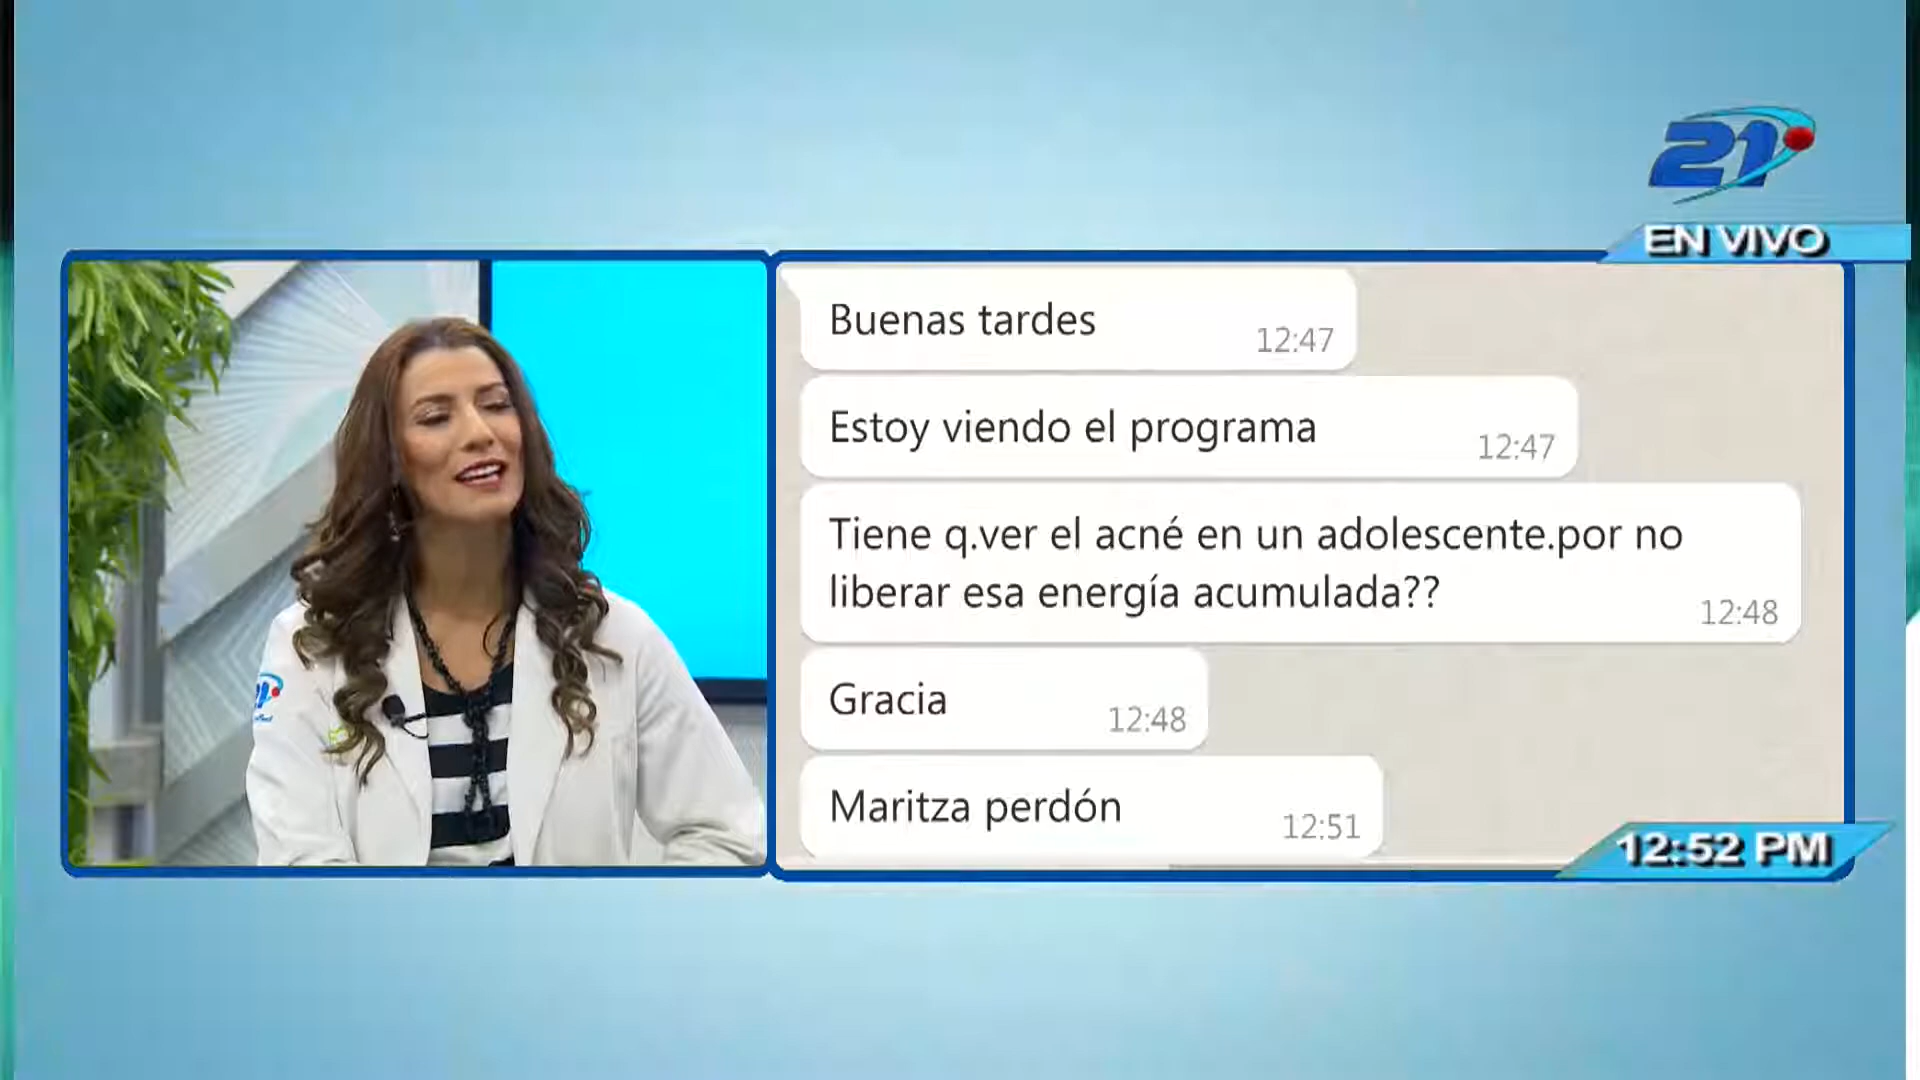 21
EN VIVO
Buenas tardes
12:47
Estoy viendo el programa
12:47
Tiene q.ver el acné en un adolescente.por no
liberar esa energía acumulada??
12:48
Gracia
12:48
Maritza perdón
12:51
12:52 PM